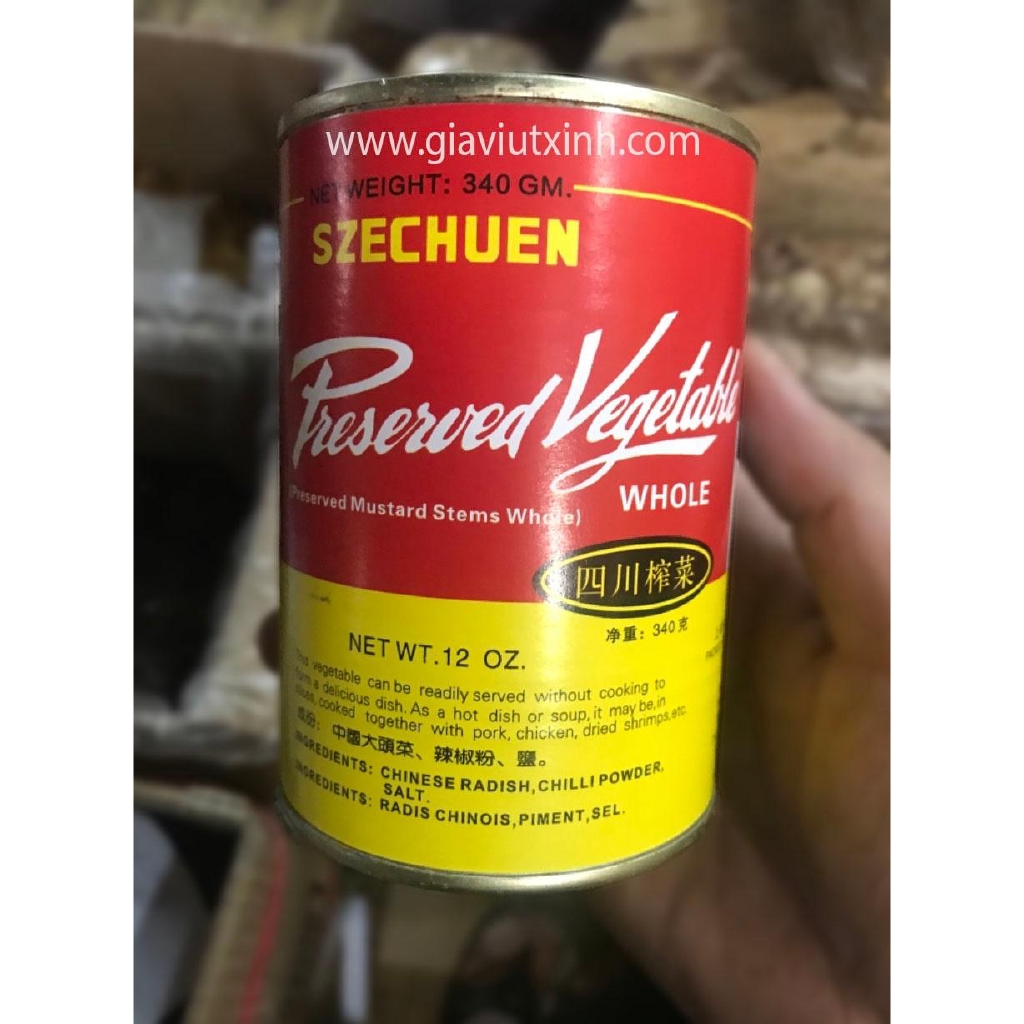 www.giaviutxinh.com
NET WEIGHT: 340 GM.
SZECHUEN
Preserved Vegetable
WHOLE
(Preserved Mustard Stems Whole)
四川榨菜
净重：340克
NET WT. 12 OZ.
This vegetable can be readily served without cooking to
form a delicious dish. As a hot dish or soup, it may be, in
slices, cooked together with pork, chicken, dried shrimps, etc.
成份：中國大頭菜、辣椒粉、鹽。
INGREDIENTS: CHINESE RADISH, CHILLI POWDER,
SALT.
INGREDIENTS: RADIS CHINOIS, PIMENT, SEL.